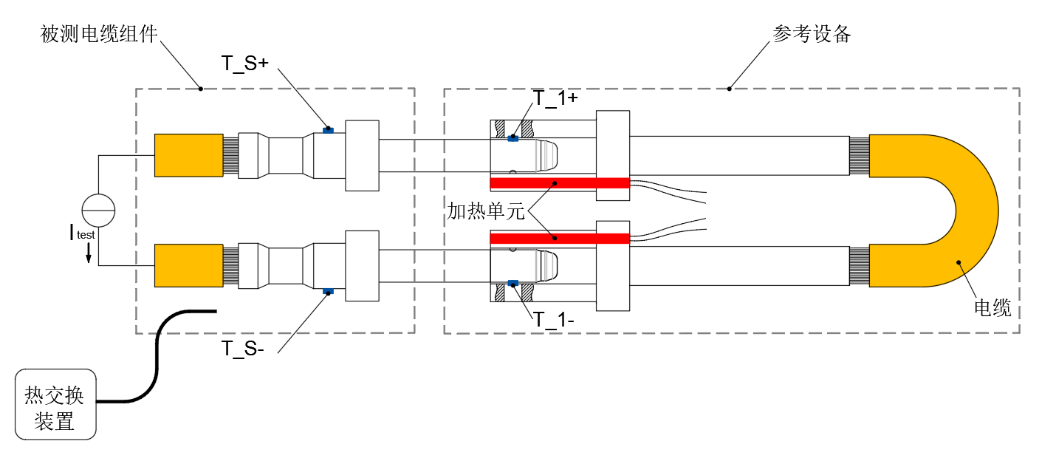 被测电缆组件
参考设备
T_S+
T_1+
加热单元
I test
T_1-
电缆
T_S-
热交换
装置